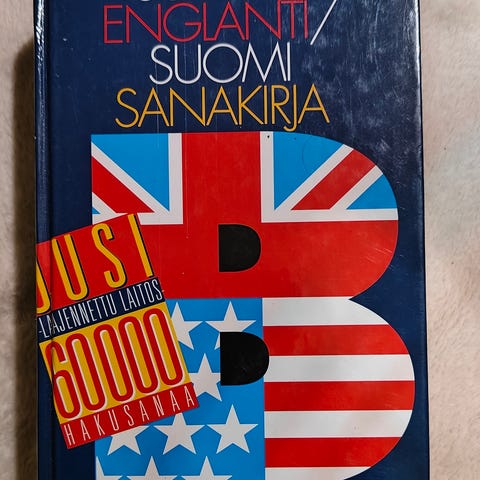 ENGLANTI/
SUOMI
SANAKIRJA
B
UUSI
-LAAJENNETTU LAITOS-
60000
HAKUSANAA